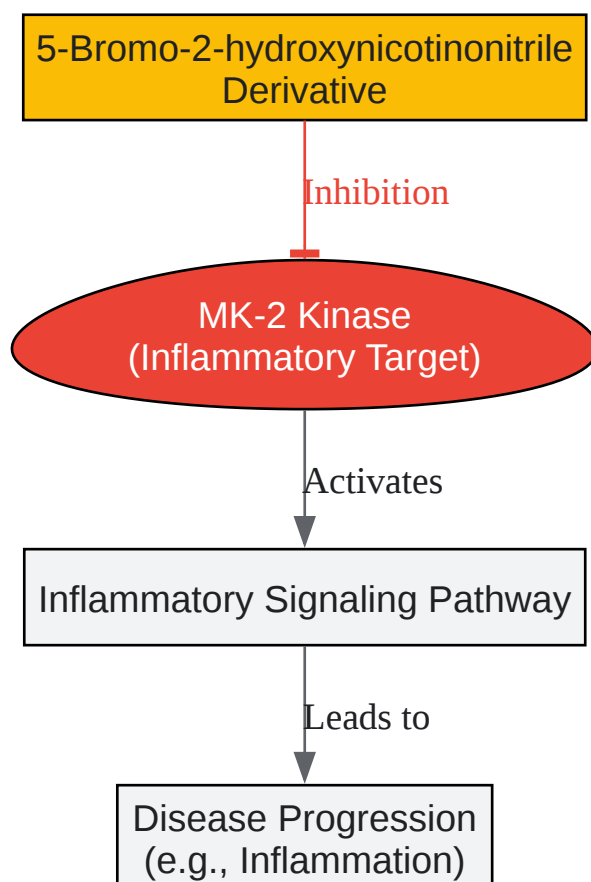 5-Bromo-2-hydroxynicotinonitrile
Derivative
Inhibition
MK-2 Kinase
(Inflammatory Target)
Activates
Inflammatory Signaling Pathway
Leads to
Disease Progression
(e.g., Inflammation)